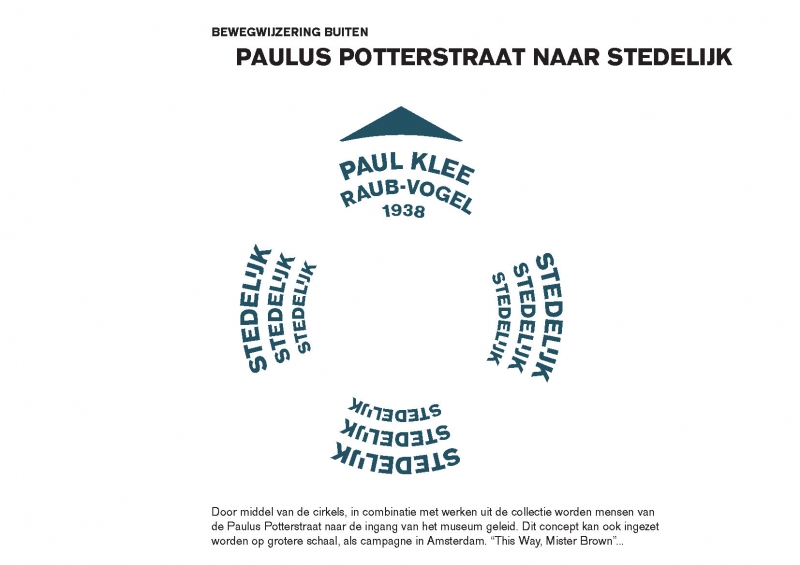 BEWEGWIJZERING BUITEN
PAULUS POTTERSTRAAT NAAR STEDELIJK
PAUL KLEE
RAUB-VOGEL
1938
STEDELIJK
STEDELIJK
STEDELIJK
STEDELIJK
STEDELIJK
STEDELIJK
STEDELIJK
STEDELIJK
STEDELIJK
Door middel van de cirkels, in combinatie met werken uit de collectie worden mensen van
de Paulus Potterstraat naar de ingang van het museum geleid. Dit concept kan ook ingezet
worden op grotere schaal, als campagne in Amsterdam. “This Way, Mister Brown”...